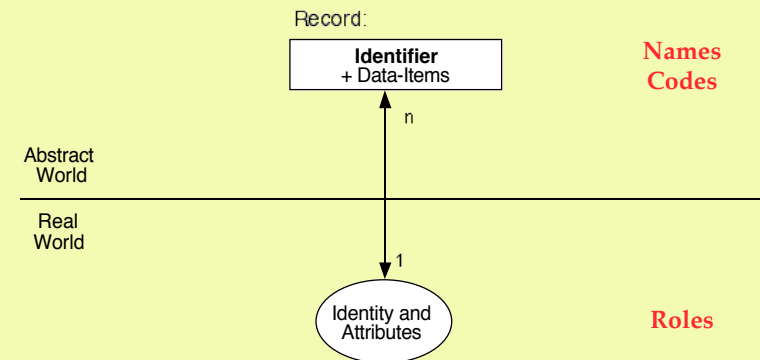 Record:
Identifier
+ Data-Items
Names
Codes
n
Abstract
World
Real
World
1
Identity and
Attributes
Roles